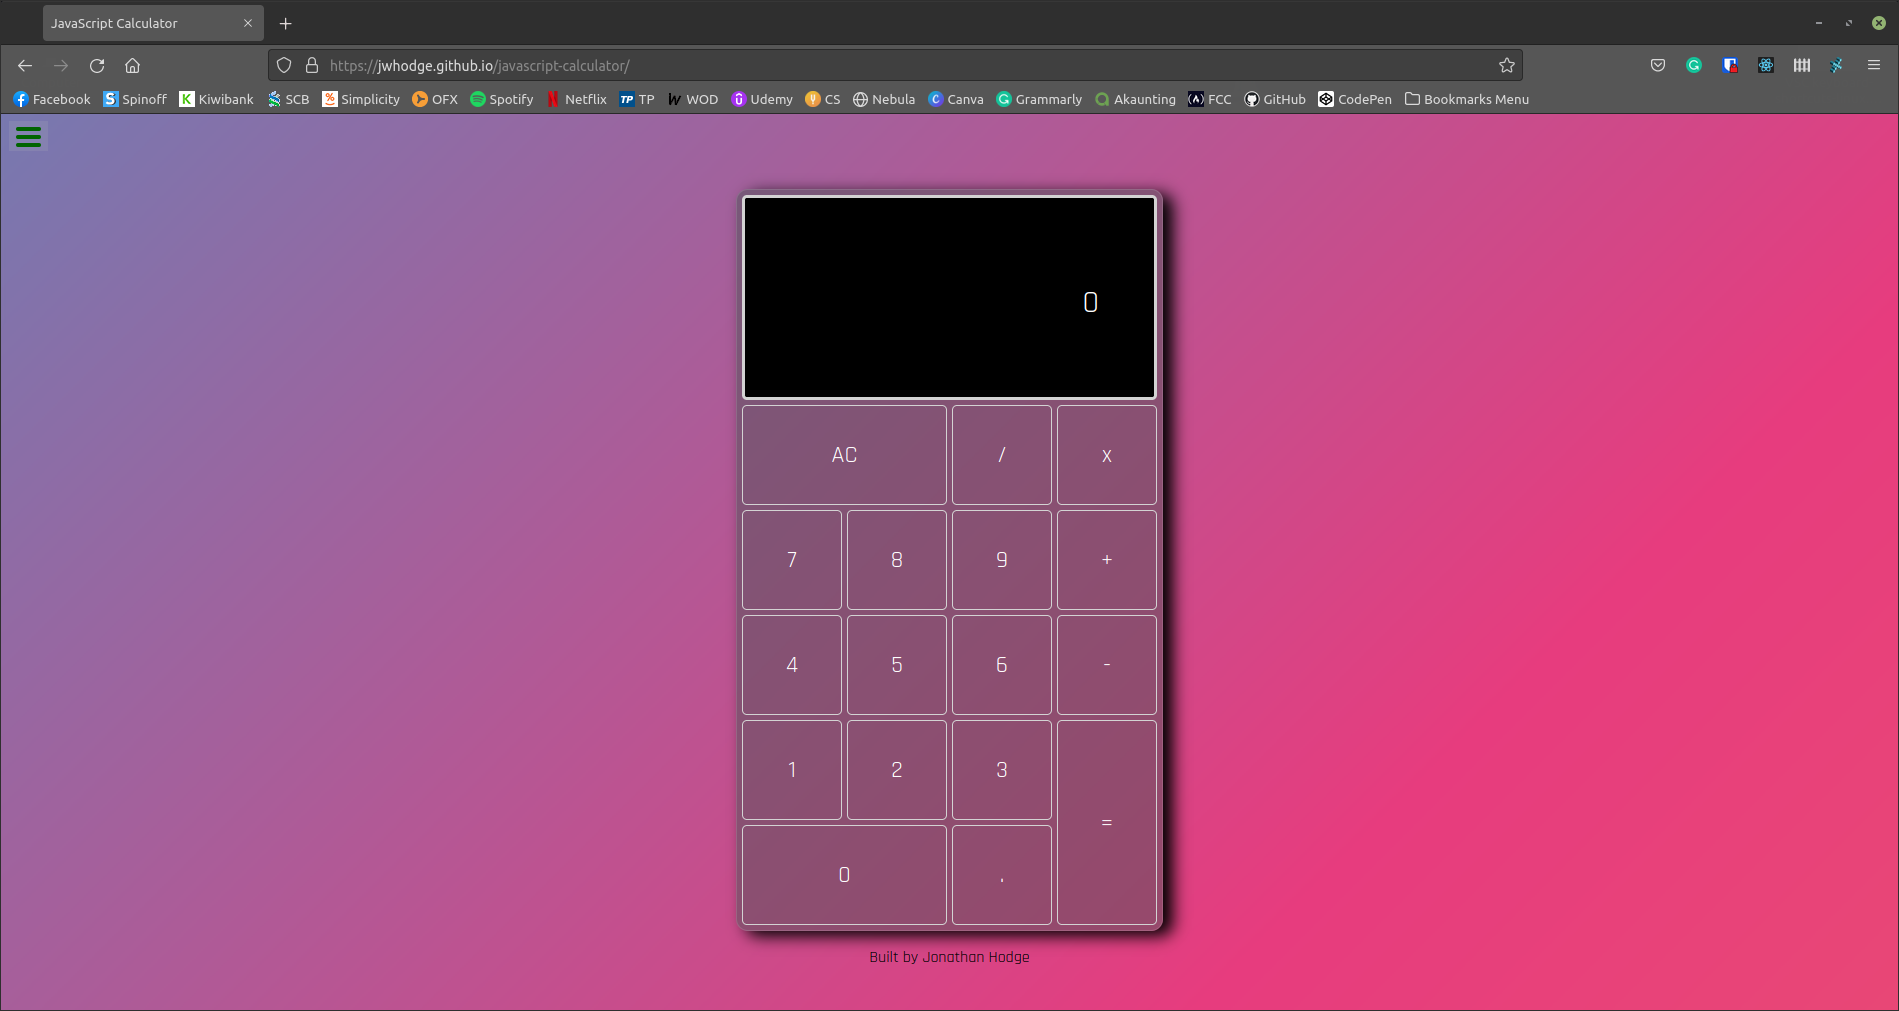 JavaScript Calculator
https://jwhodge.github.io/javascript-calculator/
Facebook Spinoff Kiwibank SCB Simplicity OFX Spotify Netflix TP TP W WOD Udemy CS Nebula Canva Grammarly Akaunting FCC GitHub CodePen Bookmarks Menu
0
AC / x
7 8 9 +
4 5 6 -
1 2 3
=
0 .
Built by Jonathan Hodge